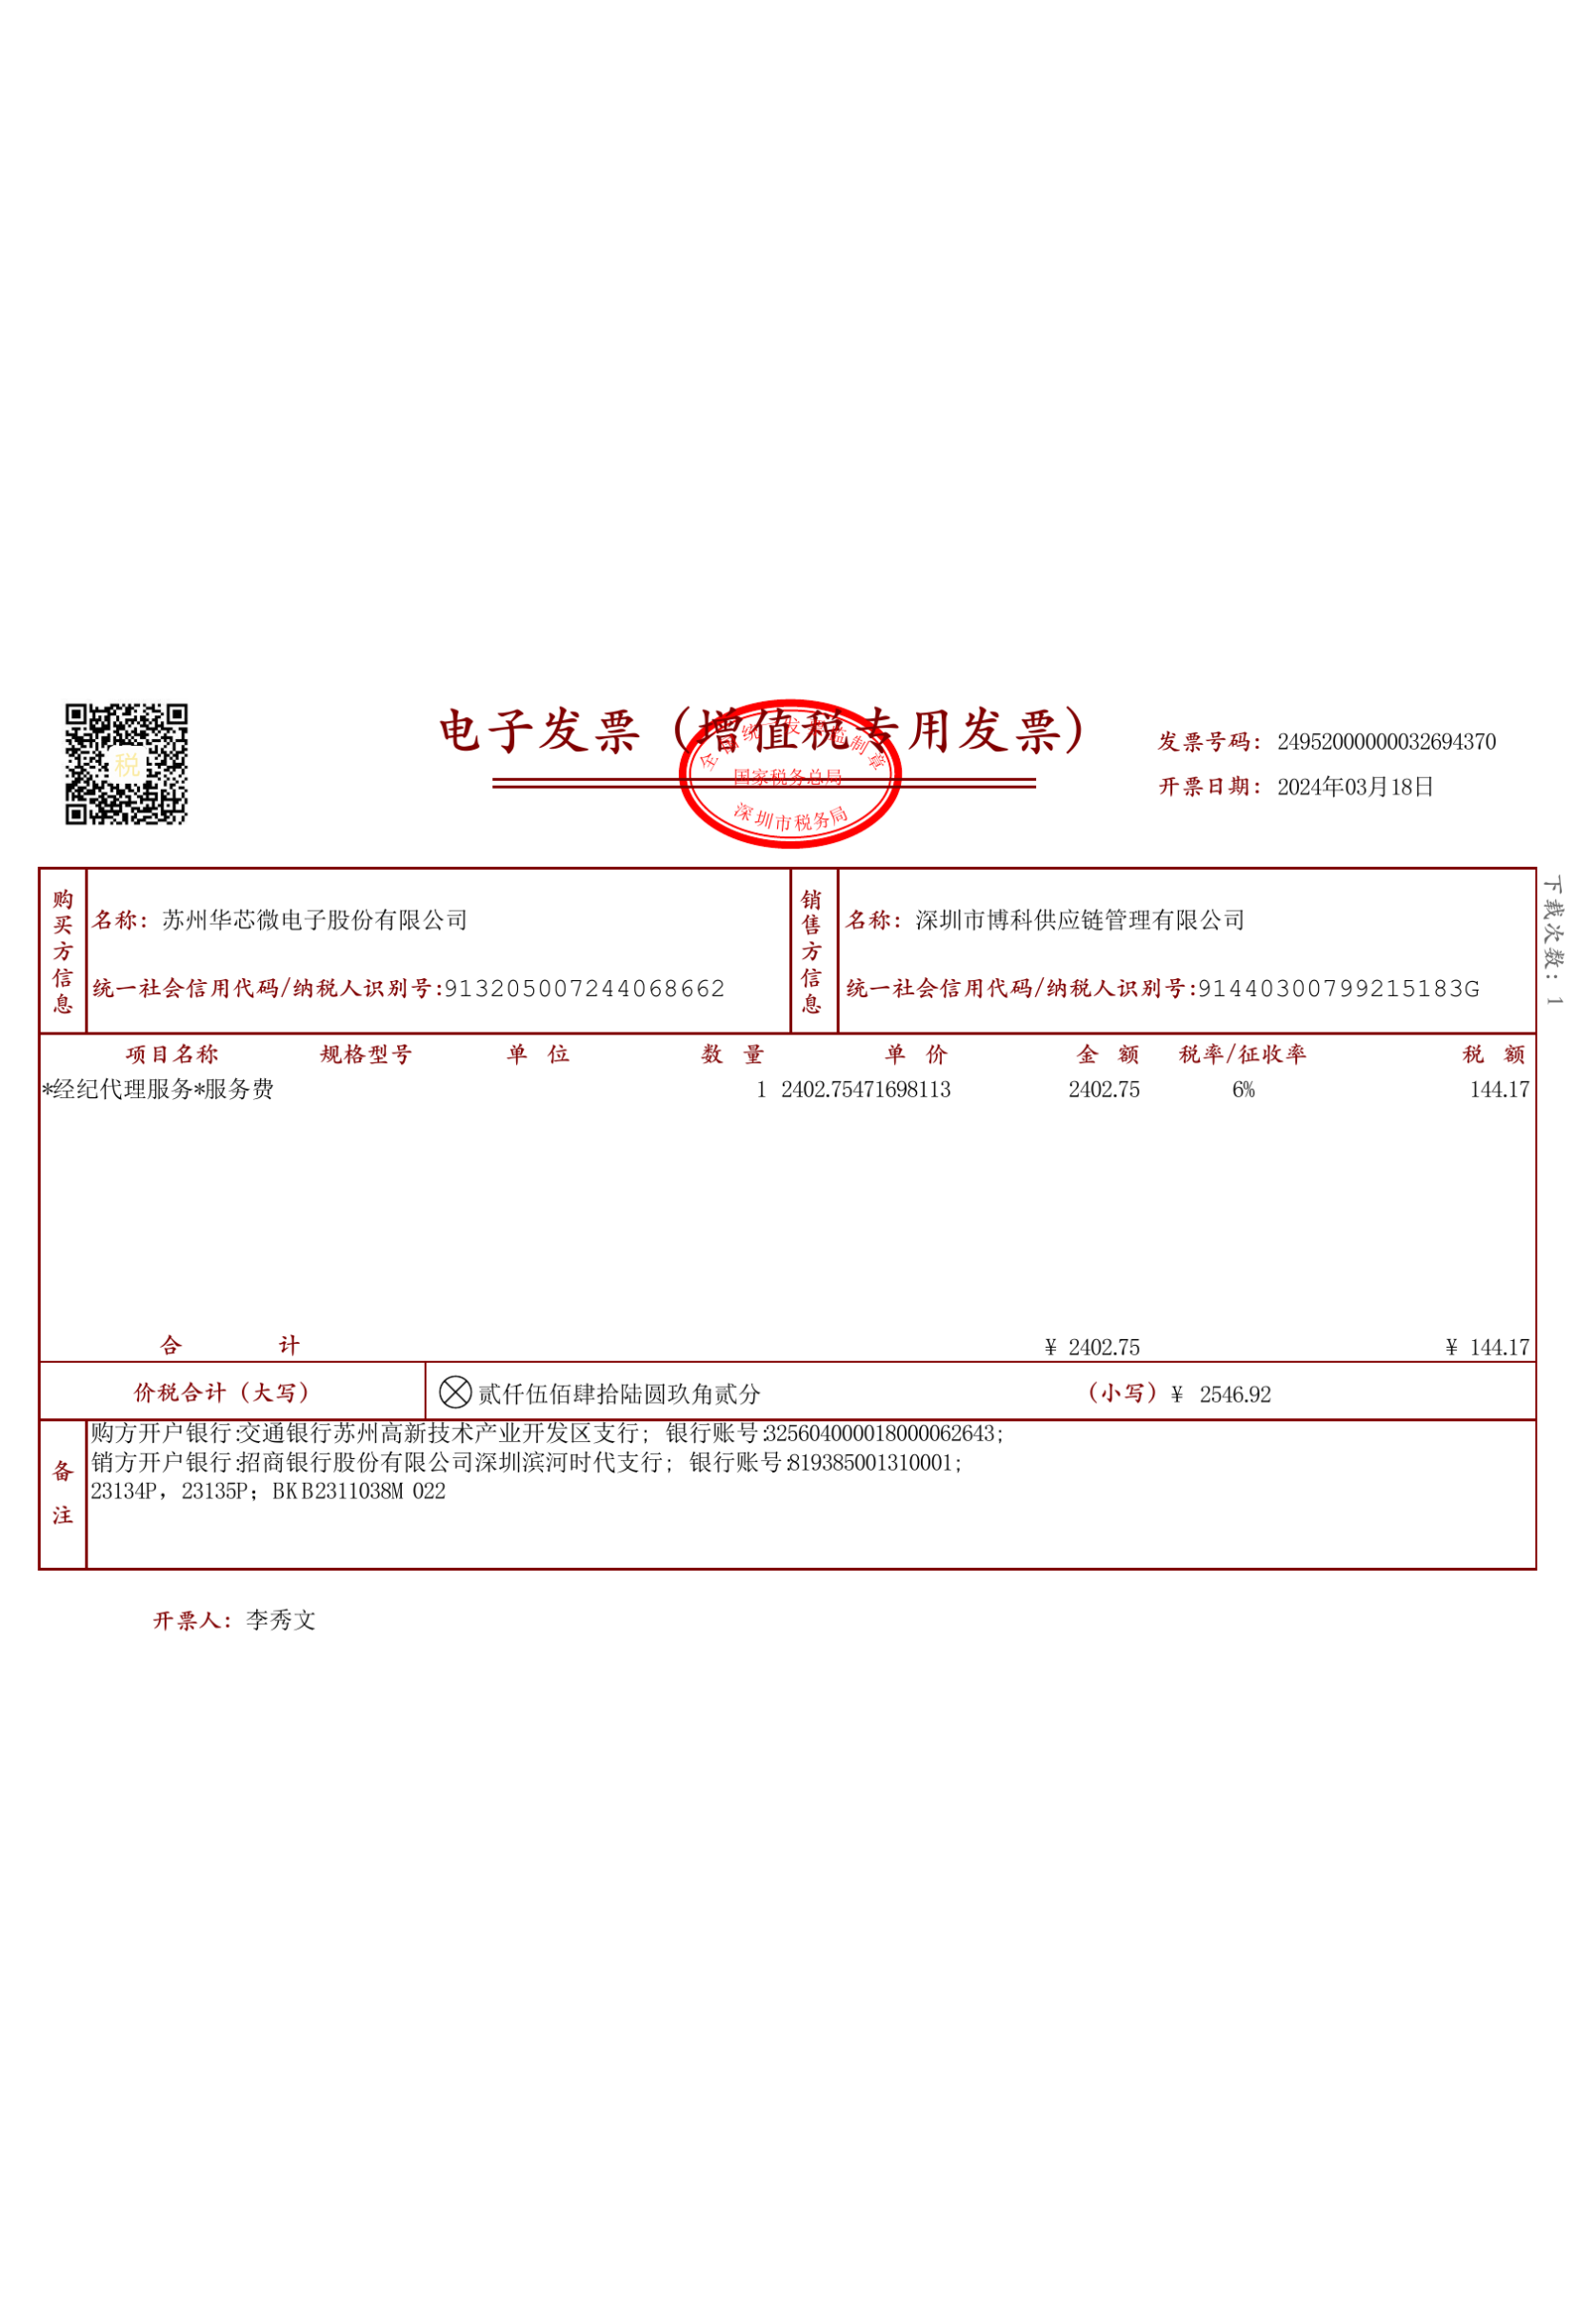 税
电子发票（增值税专用发票）
全国统一发票监制章
国家税务总局
深圳市税务局
发票号码：24952000000032694370
开票日期：2024年03月18日
下载次数：1
购买方信息
名称：苏州华芯微电子股份有限公司
统一社会信用代码/纳税人识别号:913205007244068662
销售方信息
名称：深圳市博科供应链管理有限公司
统一社会信用代码/纳税人识别号:91440300799215183G
项目名称 规格型号 单 位 数 量 单 价 金 额 税率/征收率 税 额
*经纪代理服务*服务费 1 2402.75471698113 2402.75 6% 144.17
合 计 ¥ 2402.75 ¥ 144.17
价税合计（大写） 贰仟伍佰肆拾陆圆玖角贰分 （小写）¥ 2546.92
备注
购方开户银行:交通银行苏州高新技术产业开发区支行; 银行账号:325604000018000062643;
销方开户银行:招商银行股份有限公司深圳滨河时代支行; 银行账号:819385001310001;
23134P，23135P；BKB2311038M 022
开票人：李秀文